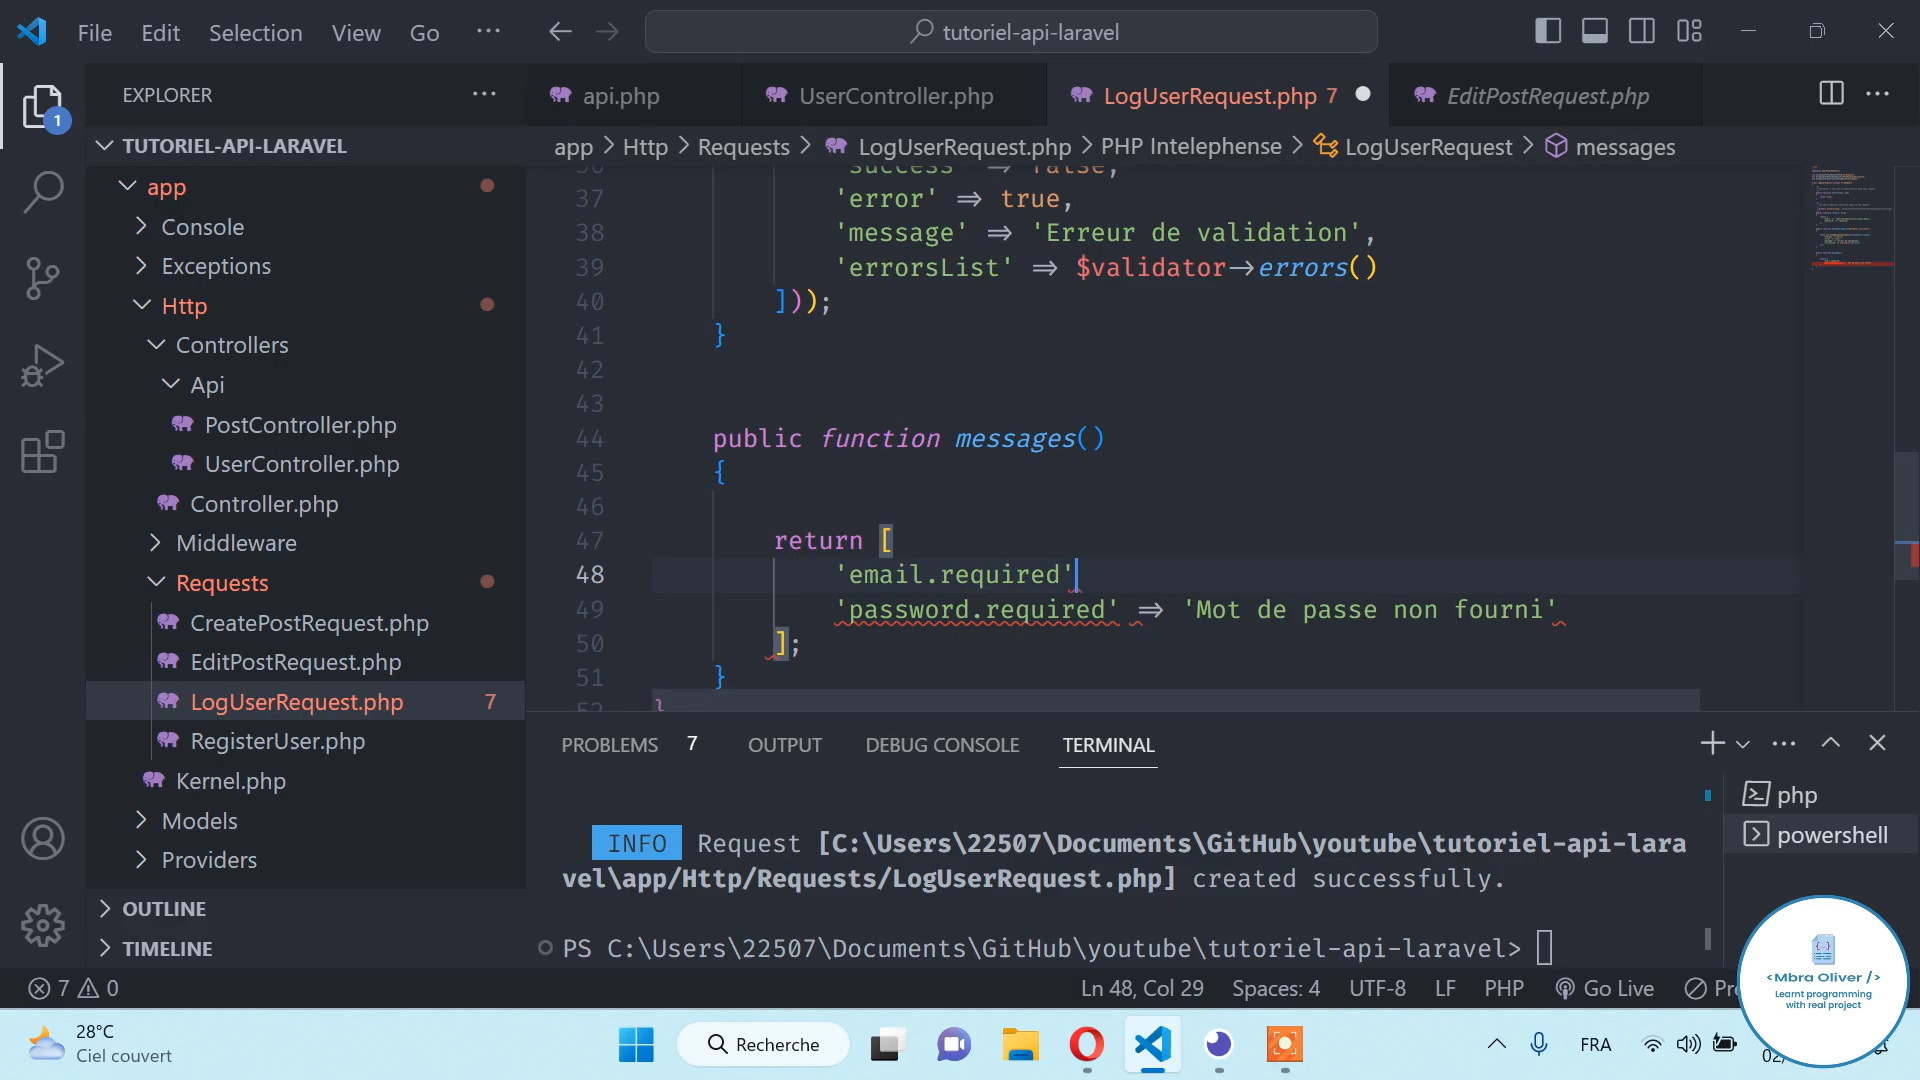 File Edit Selection View Go ···
tutoriel-api-laravel
1
EXPLORER ···
api.php UserController.php LogUserRequest.php 7 EditPostRequest.php ···
TUTORIEL-API-LARAVEL
app > Http > Requests > LogUserRequest.php > PHP Intelephense > LogUserRequest > messages
app
Console
Exceptions
Http
Controllers
Api
PostController.php
UserController.php
Controller.php
Middleware
Requests
CreatePostRequest.php
EditPostRequest.php
LogUserRequest.php 7
RegisterUser.php
Kernel.php
Models
Providers
OUTLINE
TIMELINE
36 'success' => false,
37 'error' => true,
38 'message' => 'Erreur de validation',
39 'errorsList' => $validator->errors()
40 ]));
41 }
42
43
44 public function messages()
45 {
46
47 return [
48 'email.required'
49 'password.required' => 'Mot de passe non fourni'
50 ];
51 }
52 }
PROBLEMS 7 OUTPUT DEBUG CONSOLE TERMINAL ···
php
powershell
INFO Request [C:\Users\22507\Documents\GitHub\youtube\tutoriel-api-lara
vel\app/Http/Requests/LogUserRequest.php] created successfully.
PS C:\Users\22507\Documents\GitHub\youtube\tutoriel-api-laravel>
7 0 Ln 48, Col 29 Spaces: 4 UTF-8 LF PHP Go Live
{...}
<Mbra Oliver />
Learnt programming
with real project
28°C
Ciel couvert
Recherche
FRA
02/